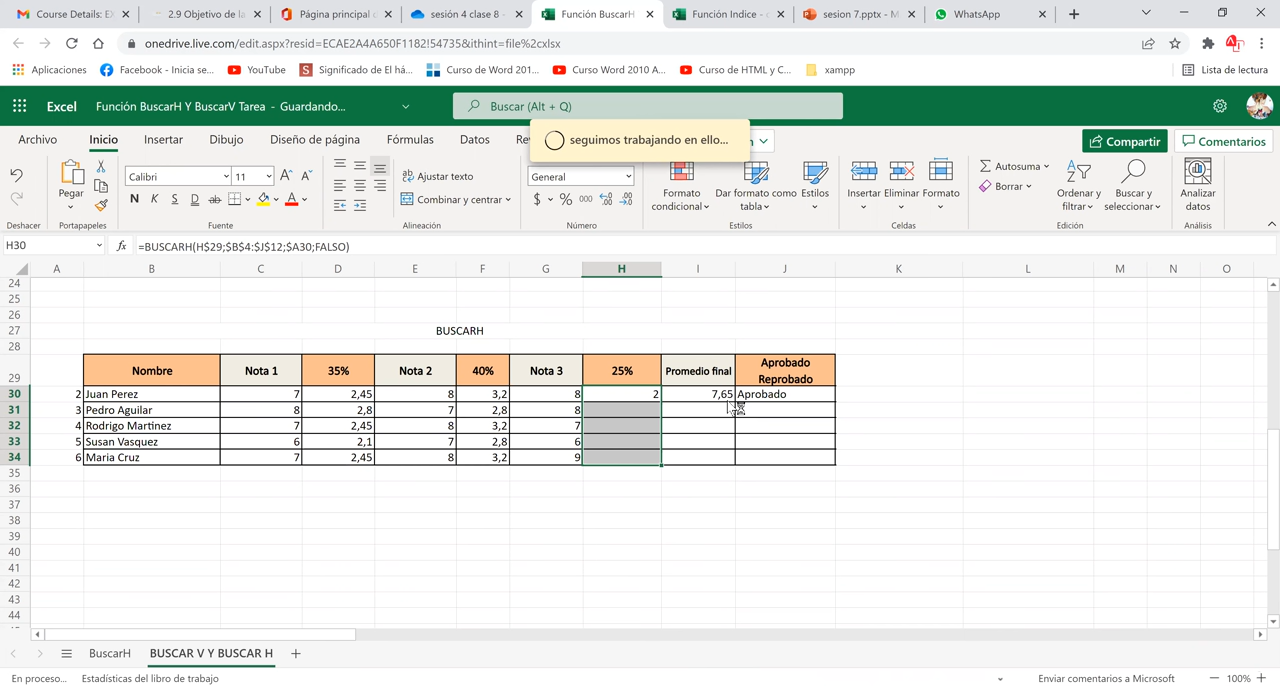 Course Details: EX
2.9 Objetivo de la
Página principal d
sesión 4 clase 8 -
Función BuscarH
Función Indice - c
sesion 7.pptx - M
WhatsApp
onedrive.live.com/edit.aspx?resid=ECAE2A4A650F1182!54735&ithint=file%2cxlsx
Aplicaciones
Facebook - Inicia se...
YouTube
Significado de El há...
Curso de Word 201...
Curso Word 2010 A...
Curso de HTML y C...
xampp
Lista de lectura
Excel
Función BuscarH Y BuscarV Tarea - Guardando...
Buscar (Alt + Q)
Archivo
Inicio
Insertar
Dibujo
Diseño de página
Fórmulas
Datos
Re
seguimos trabajando en ello...
Compartir
Comentarios
Pegar
Calibri
11
N K S D ab
Ajustar texto
Combinar y centrar
General
$ % 000
Formato condicional
Dar formato como tabla
Estilos
Insertar
Eliminar
Formato
Autosuma
Borrar
Ordenar y filtrar
Buscar y seleccionar
Analizar datos
Deshacer
Portapapeles
Fuente
Alineación
Número
Estilos
Celdas
Edición
Análisis
H30
fx
=BUSCARH(H$29;$B$4:$J$12;$A30;FALSO)
A B C D E F G H I J K L M N O
24
25
26
27 BUSCARH
28
29 Nombre Nota 1 35% Nota 2 40% Nota 3 25% Promedio final Aprobado Reprobado
30 2 Juan Perez 7 2,45 8 3,2 8 2 7,65 Aprobado
31 3 Pedro Aguilar 8 2,8 7 2,8 8
32 4 Rodrigo Martinez 7 2,45 8 3,2 7
33 5 Susan Vasquez 6 2,1 7 2,8 6
34 6 Maria Cruz 7 2,45 8 3,2 9
35
36
37
38
39
40
41
42
43
44
BuscarH
BUSCAR V Y BUSCAR H
En proceso...
Estadísticas del libro de trabajo
Enviar comentarios a Microsoft
100%